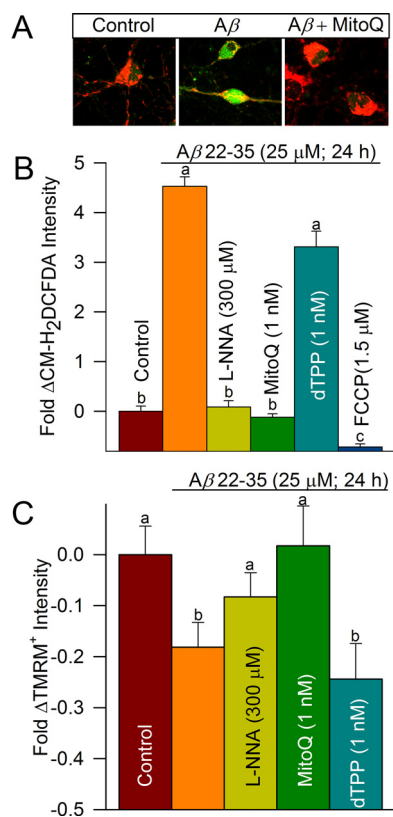 A
Control Aβ Aβ + MitoQ
B
Aβ 22-35 (25 μM; 24 h)
Fold ΔCM-H₂DCFDA Intensity
5
4
3
2
1
0
b
a
b
b
a
c
Control
L-NNA (300 μM)
MitoQ (1 nM)
dTPP (1 nM)
FCCP(1.5 μM)
C
Aβ 22-35 (25 μM; 24 h)
Fold ΔTMRM⁺ Intensity
0.0
-0.1
-0.2
-0.3
-0.4
-0.5
a
b
a
a
b
Control
L-NNA (300 μM)
MitoQ (1 nM)
dTPP (1 nM)